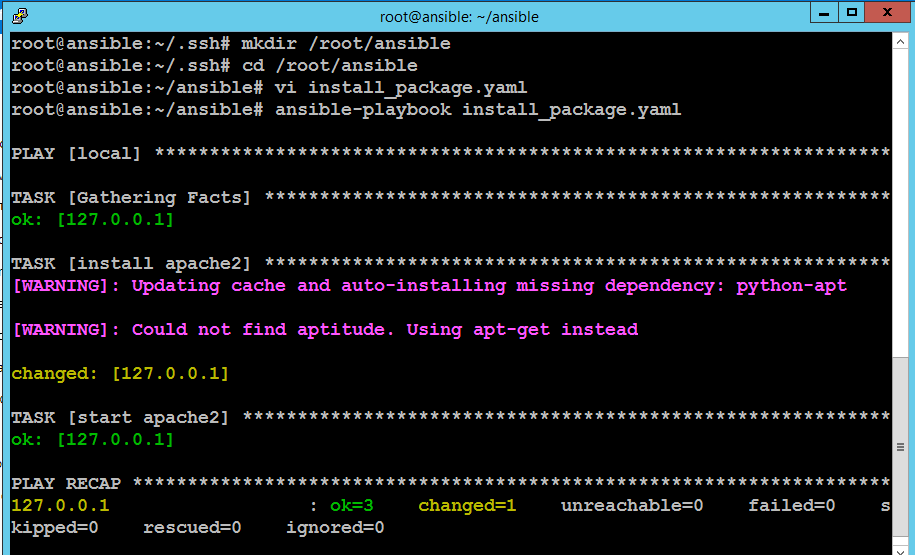 root@ansible: ~/ansible
root@ansible:~/.ssh# mkdir /root/ansible
root@ansible:~/.ssh# cd /root/ansible
root@ansible:~/ansible# vi install_package.yaml
root@ansible:~/ansible# ansible-playbook install_package.yaml
PLAY [local] *******************************************************************
TASK [Gathering Facts] *********************************************************
ok: [127.0.0.1]
TASK [install apache2] *********************************************************
[WARNING]: Updating cache and auto-installing missing dependency: python-apt
[WARNING]: Could not find aptitude. Using apt-get instead
changed: [127.0.0.1]
TASK [start apache2] ***********************************************************
ok: [127.0.0.1]
PLAY RECAP *********************************************************************
127.0.0.1 : ok=3 changed=1 unreachable=0 failed=0 s
kipped=0 rescued=0 ignored=0